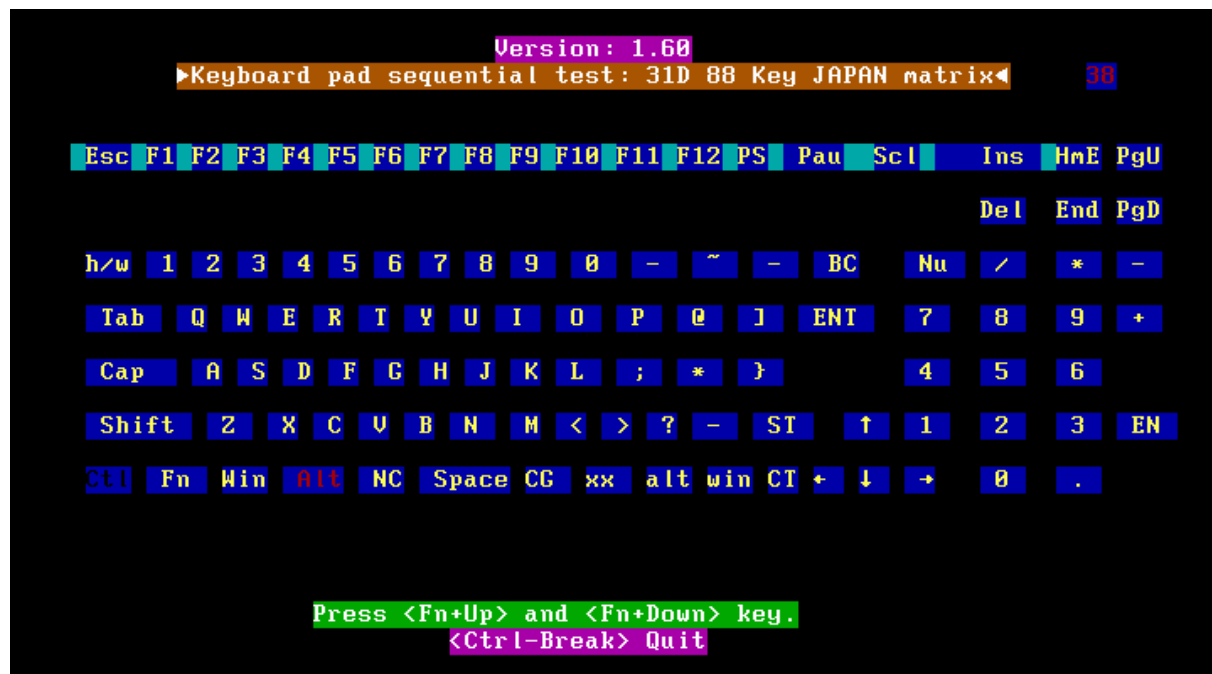 Version: 1.60
►Keyboard pad sequential test: 31D 88 Key JAPAN matrix◄ 38
Esc F1 F2 F3 F4 F5 F6 F7 F8 F9 F10 F11 F12 PS Pau Scl Ins HmE PgU
Del End PgD
h/w 1 2 3 4 5 6 7 8 9 0 - ~ - BC Nu / * -
Tab Q W E R T Y U I O P @ ] ENT 7 8 9 +
Cap A S D F G H J K L ; * } 4 5 6
Shift Z X C V B N M < > ? - ST ↑ 1 2 3 EN
Ctl Fn Win Alt NC Space CG xx alt win CT ← ↓ → 0 .
Press <Fn+Up> and <Fn+Down> key.
<Ctrl-Break> Quit